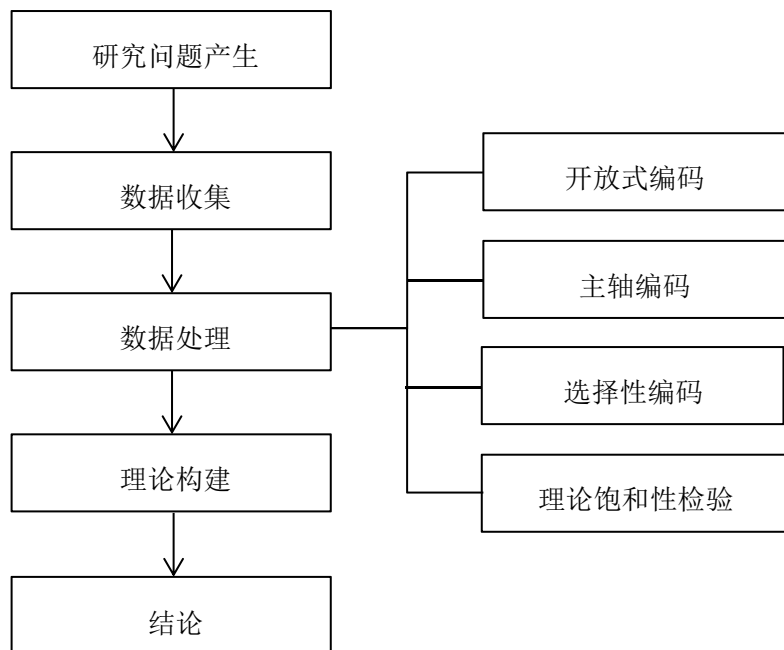 研究问题产生
数据收集
数据处理
理论构建
结论
开放式编码
主轴编码
选择性编码
理论饱和性检验